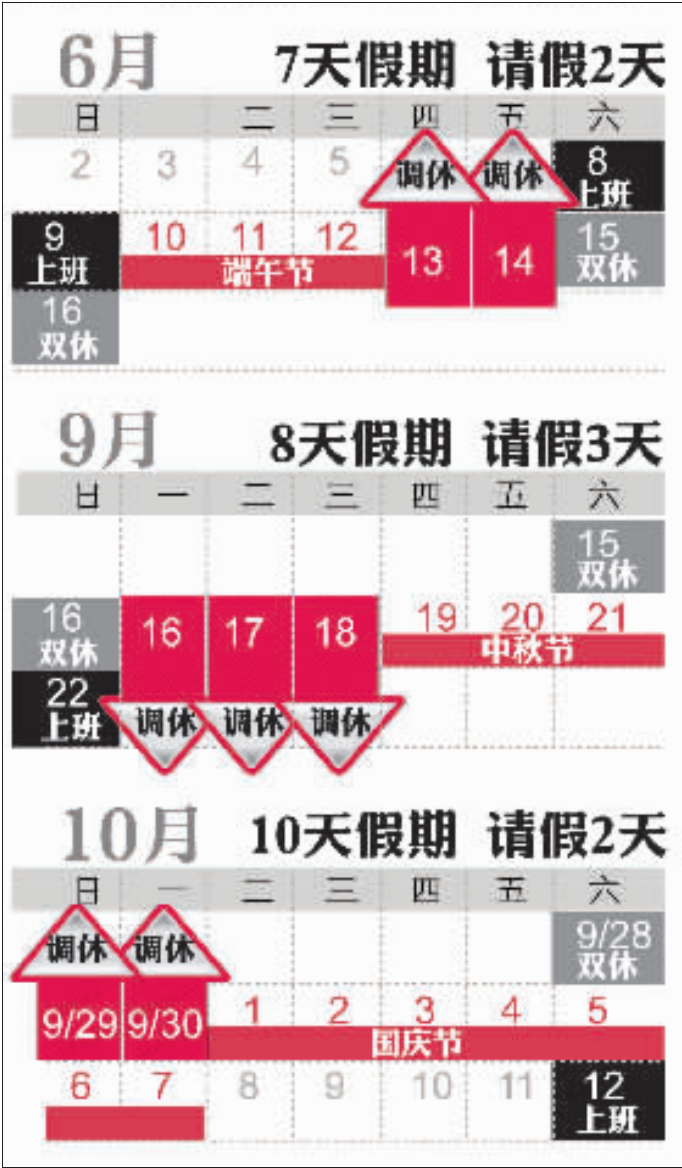 6月 7天假期 请假2天
日 二 三 四 五 六
2 3 4 5 调休 调休 8
上班
9 10 11 12 13 14 15
上班 端午节 双休
16
双休
9月 8天假期 请假3天
日 一 二 三 四 五 六
15
双休
16 16 17 18 19 20 21
双休 中秋节
22
上班 调休 调休 调休
10月 10天假期 请假2天
日 一 二 三 四 五 六
调休 调休 9/28
双休
9/29 9/30 1 2 3 4 5
国庆节
6 7 8 9 10 11 12
上班